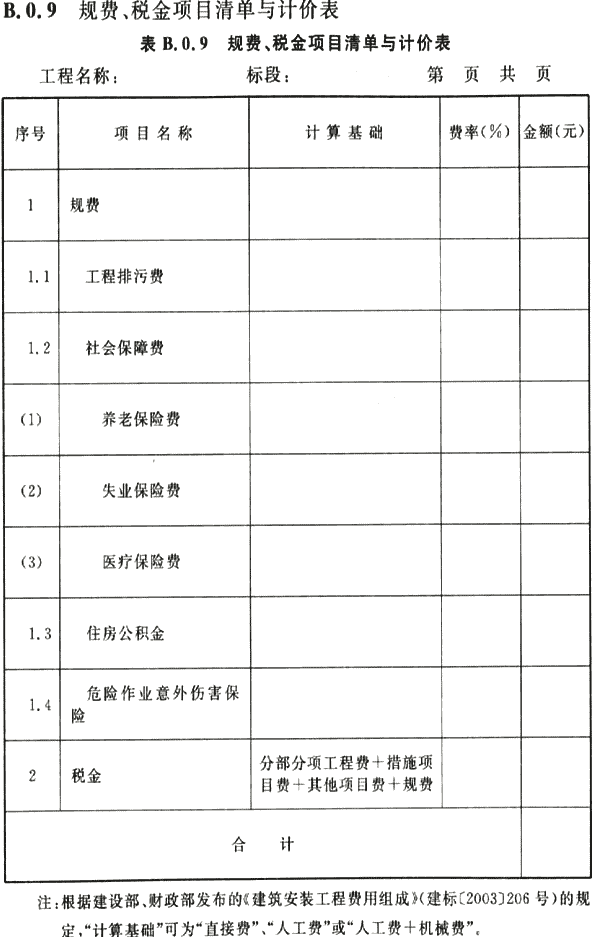 B.0.9 规费、税金项目清单与计价表
表 B.0.9 规费、税金项目清单与计价表
工程名称: 标段: 第 页 共 页
序号 项目名称 计算基础 费率(%) 金额(元)
1 规费
1.1 工程排污费
1.2 社会保障费
(1) 养老保险费
(2) 失业保险费
(3) 医疗保险费
1.3 住房公积金
1.4 危险作业意外伤害保
险
2 税金 分部分项工程费+措施项
目费+其他项目费+规费
合 计
注:根据建设部、财政部发布的《建筑安装工程费用组成》(建标[2003]206 号)的规
定,“计算基础”可为“直接费”、“人工费”或“人工费+机械费”。